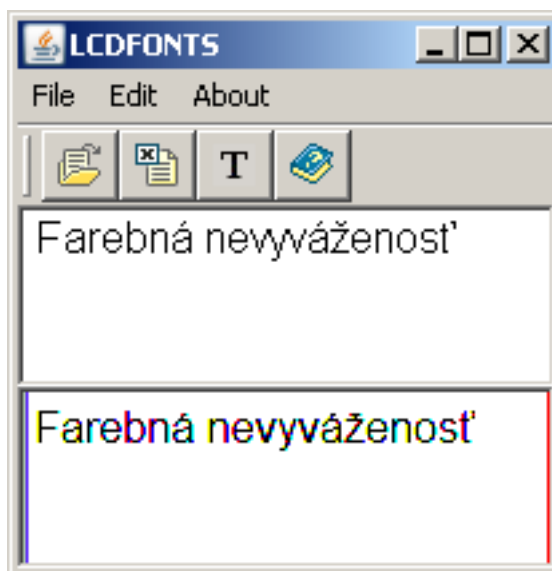 LCDFONTS
File Edit About
T
Farebná nevyváženosť
Farebná nevyváženosť